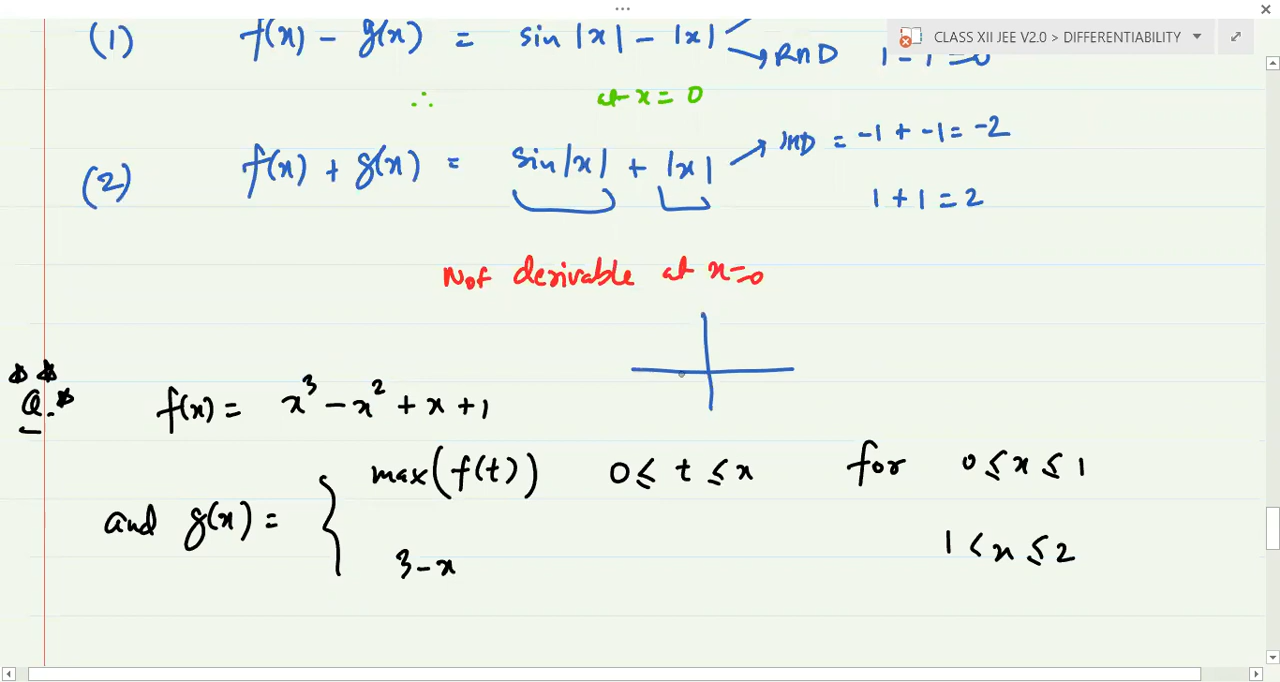 CLASS XII JEE V2.0 > DIFFERENTIABILITY
(1) f(x) - g(x) = sin |x| - |x| → RHD 1 - 1 = 0
∴ at x = 0
(2) f(x) + g(x) = sin|x| + |x| → LHD = -1 + -1 = -2
1 + 1 = 2
Not derivable at x=0
Q. f(x) = x³ - x² + x + 1
and g(x) = { max(f(t)) 0 ≤ t ≤ x for 0 ≤ x ≤ 1
3 - x 1 < x ≤ 2